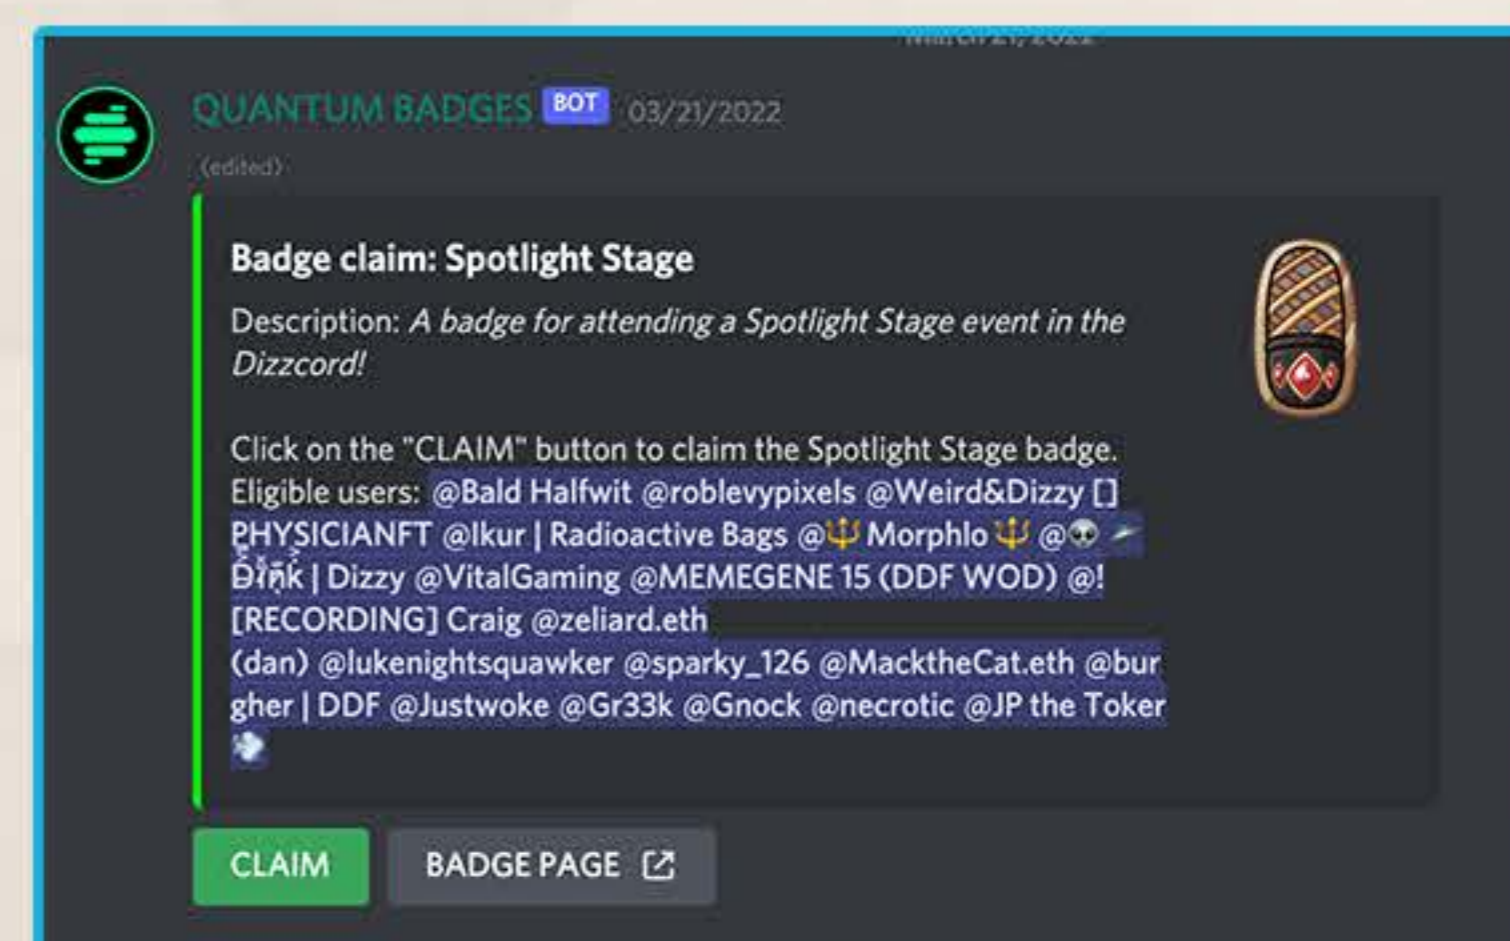 March 21, 2022
QUANTUM BADGES BOT 03/21/2022
(edited)
Badge claim: Spotlight Stage
Description: A badge for attending a Spotlight Stage event in the
Dizzcord!
Click on the "CLAIM" button to claim the Spotlight Stage badge.
Eligible users: @Bald Halfwit @roblevypixels @Weird&Dizzy []
PHYSICIANFT @lkur | Radioactive Bags @🔱 Morphlo 🔱 @👽
| Dizzy @VitalGaming @MEMEGENE 15 (DDF WOD) @!
[RECORDING] Craig @zeliard.eth
(dan) @lukenightsquawker @sparky_126 @MacktheCat.eth @bur
gher | DDF @Justwoke @Gr33k @Gnock @necrotic @JP the Toker
💨
CLAIM
BADGE PAGE